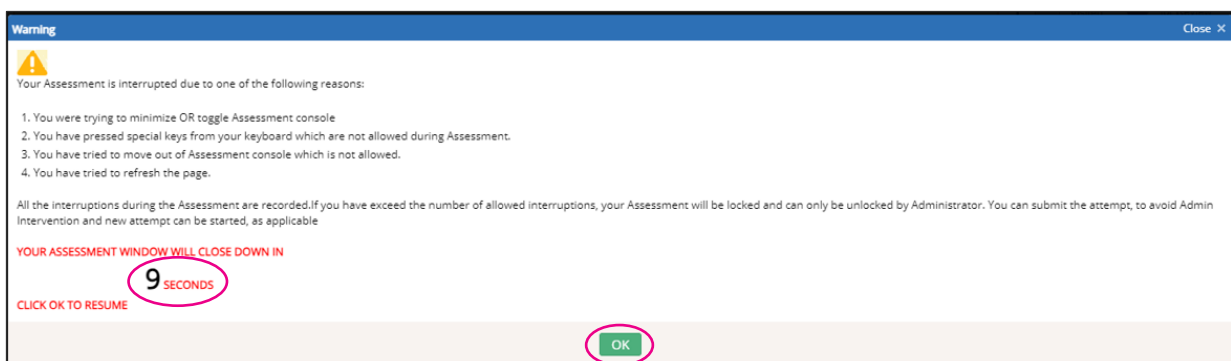 Warning
Close ×
Your Assessment is interrupted due to one of the following reasons:
1. You were trying to minimize OR toggle Assessment console
2. You have pressed special keys from your keyboard which are not allowed during Assessment.
3. You have tried to move out of Assessment console which is not allowed.
4. You have tried to refresh the page.
All the interruptions during the Assessment are recorded.If you have exceed the number of allowed interruptions, your Assessment will be locked and can only be unlocked by Administrator. You can submit the attempt, to avoid Admin
Intervention and new attempt can be started, as applicable
YOUR ASSESSMENT WINDOW WILL CLOSE DOWN IN
9 SECONDS
CLICK OK TO RESUME
OK